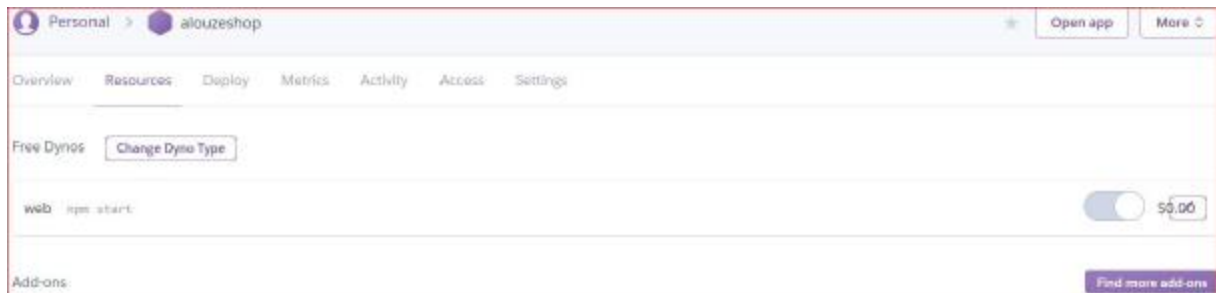 Personal > alouzeshop Open app More
Overview Resources Deploy Metrics Activity Access Settings
Free Dynos Change Dyno Type
web npm start $0.00
Add-ons Find more add-ons